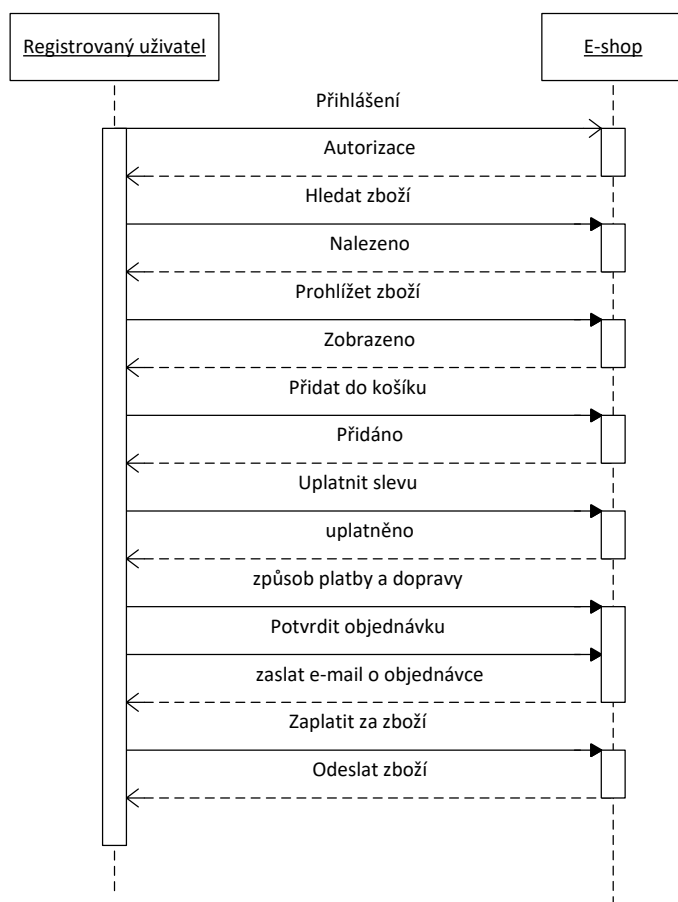 Registrovaný uživatel
E-shop
Přihlášení
Autorizace
Hledat zboží
Nalezeno
Prohlížet zboží
Zobrazeno
Přidat do košíku
Přidáno
Uplatnit slevu
uplatněno
způsob platby a dopravy
Potvrdit objednávku
zaslat e-mail o objednávce
Zaplatit za zboží
Odeslat zboží